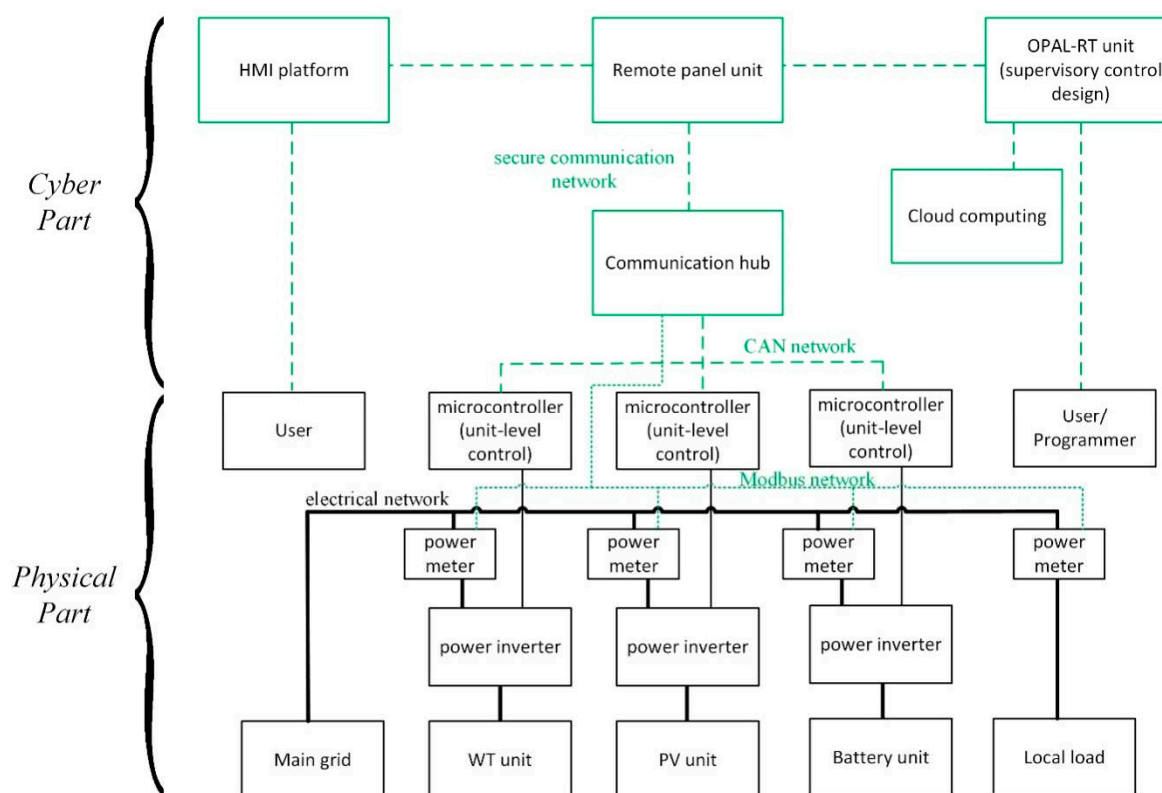 HMI platform
Remote panel unit
OPAL-RT unit
(supervisory control
design)
secure communication
network
Cyber
Part
Cloud computing
Communication hub
CAN network
User
microcontroller
(unit-level
control)
microcontroller
(unit-level
control)
microcontroller
(unit-level
control)
User/
Programmer
Modbus network
electrical network
Physical
Part
power
meter
power
meter
power
meter
power
meter
power inverter
power inverter
power inverter
Main grid
WT unit
PV unit
Battery unit
Local load